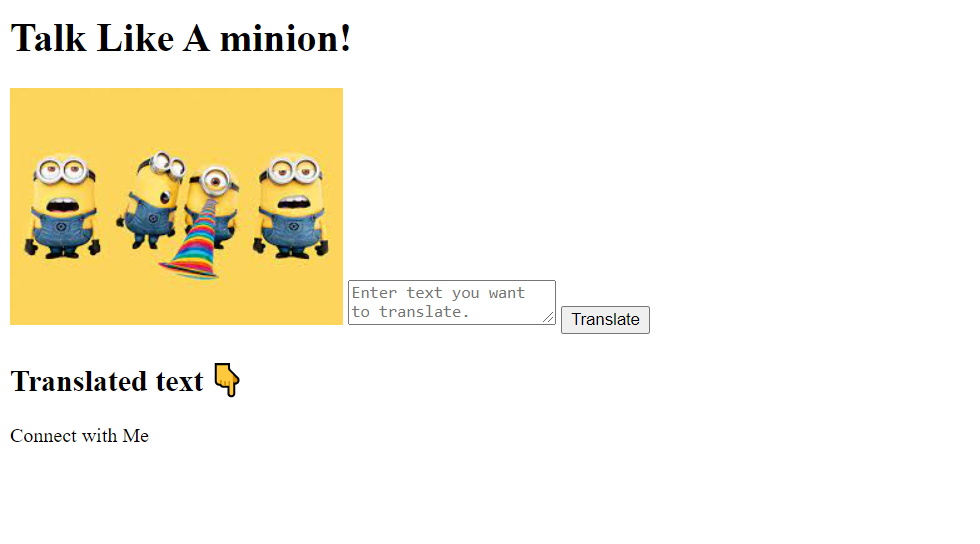 Talk Like A minion!
Enter text you want
to translate.
Translate
Translated text 👇
Connect with Me